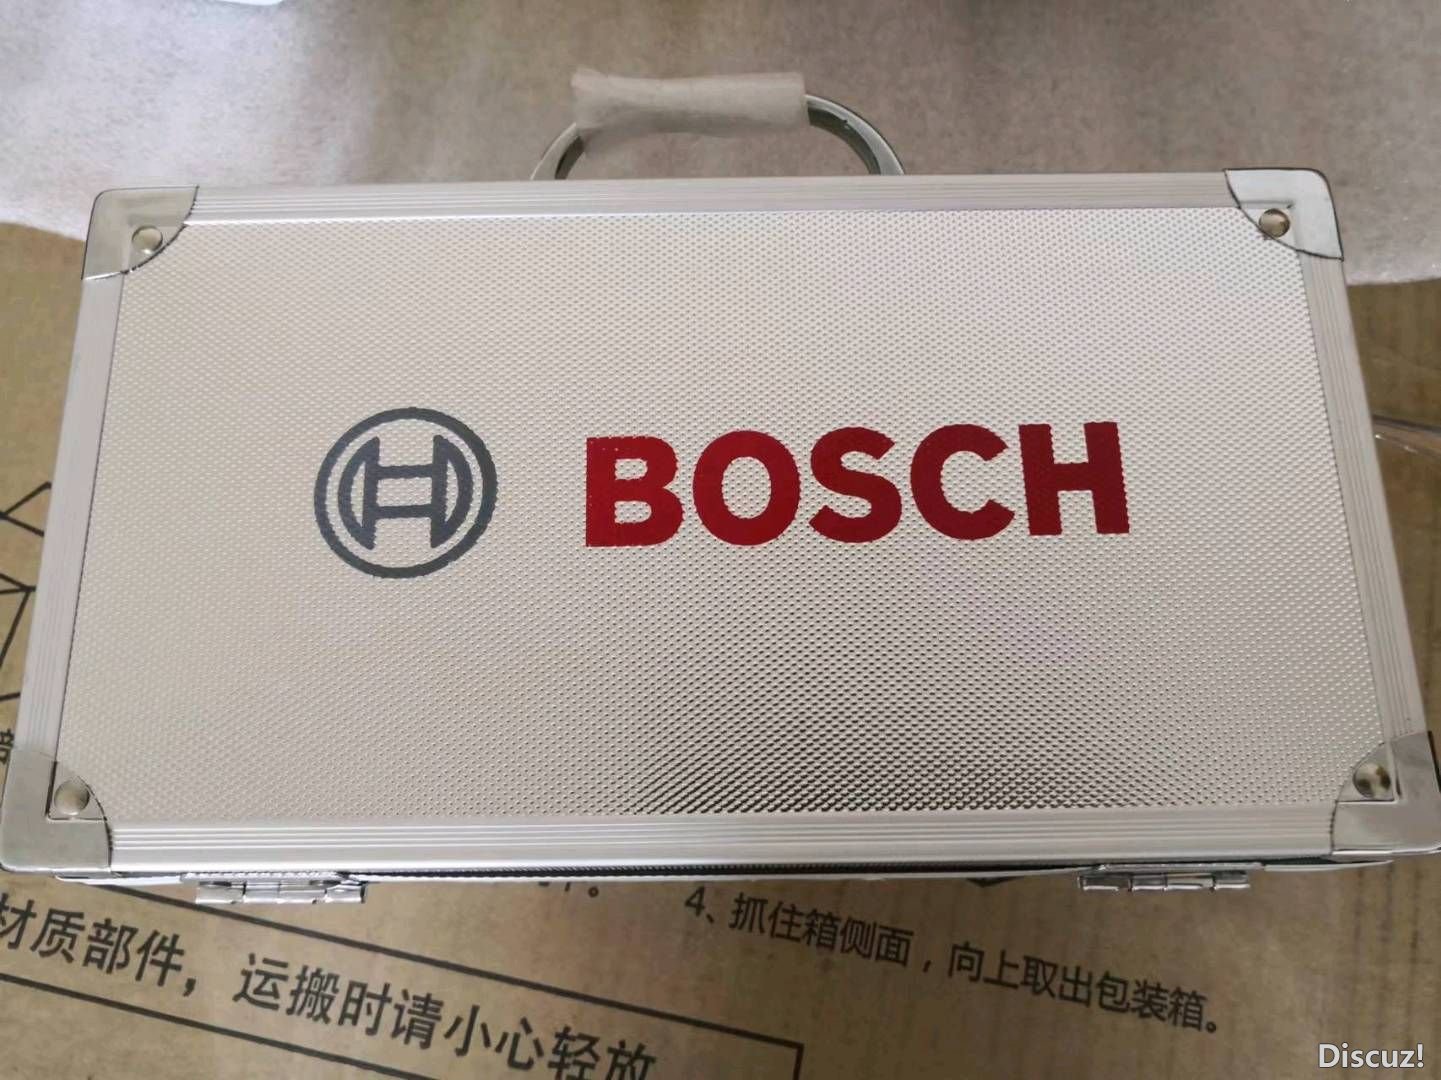 BOSCH
4、抓住箱侧面，向上取出包装箱。
材质部件，运搬时请小心轻放
Discuz!